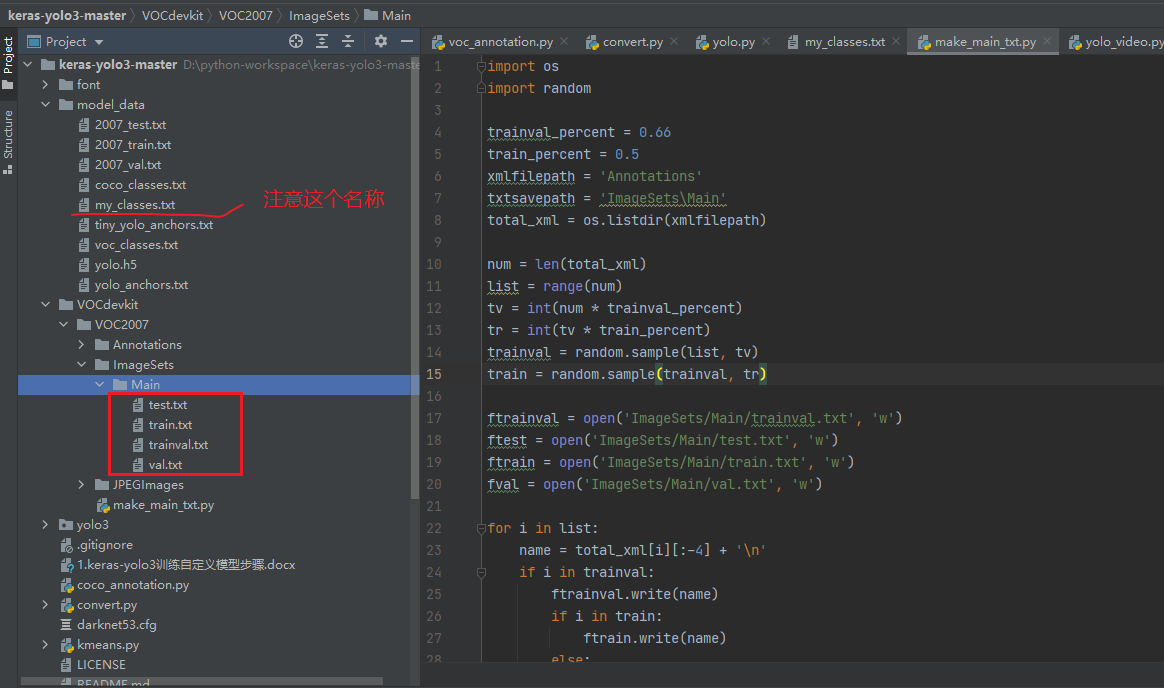 keras-yolo3-master VOCdevkit VOC2007 ImageSets Main
Project
voc_annotation.py convert.py yolo.py my_classes.txt make_main_txt.py yolo_video.py
Project
Structure
keras-yolo3-master D:\python-workspace\keras-yolo3-maste
font
model_data
2007_test.txt
2007_train.txt
2007_val.txt
coco_classes.txt
my_classes.txt
注意这个名称
tiny_yolo_anchors.txt
voc_classes.txt
yolo.h5
yolo_anchors.txt
VOCdevkit
VOC2007
Annotations
ImageSets
Main
test.txt
train.txt
trainval.txt
val.txt
JPEGImages
make_main_txt.py
yolo3
.gitignore
1.keras-yolo3训练自定义模型步骤.docx
coco_annotation.py
convert.py
darknet53.cfg
kmeans.py
LICENSE
README.md
1 import os
2 import random
3
4 trainval_percent = 0.66
5 train_percent = 0.5
6 xmlfilepath = 'Annotations'
7 txtsavepath = 'ImageSets\Main'
8 total_xml = os.listdir(xmlfilepath)
9
10 num = len(total_xml)
11 list = range(num)
12 tv = int(num * trainval_percent)
13 tr = int(tv * train_percent)
14 trainval = random.sample(list, tv)
15 train = random.sample(trainval, tr)
16
17 ftrainval = open('ImageSets/Main/trainval.txt', 'w')
18 ftest = open('ImageSets/Main/test.txt', 'w')
19 ftrain = open('ImageSets/Main/train.txt', 'w')
20 fval = open('ImageSets/Main/val.txt', 'w')
21
22 for i in list:
23 name = total_xml[i][:-4] + '\n'
24 if i in trainval:
25 ftrainval.write(name)
26 if i in train:
27 ftrain.write(name)
28 else: